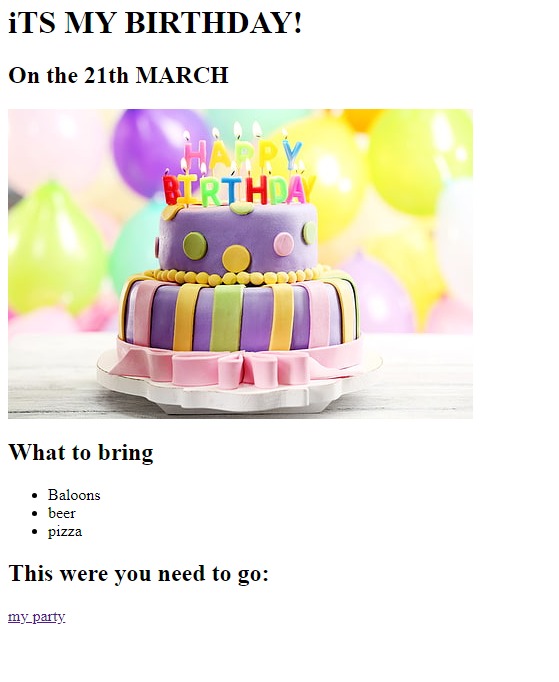 iTS MY BIRTHDAY!
On the 21th MARCH
HAPPY
BIRTHDAY
What to bring
Baloons
beer
pizza
This were you need to go:
my party